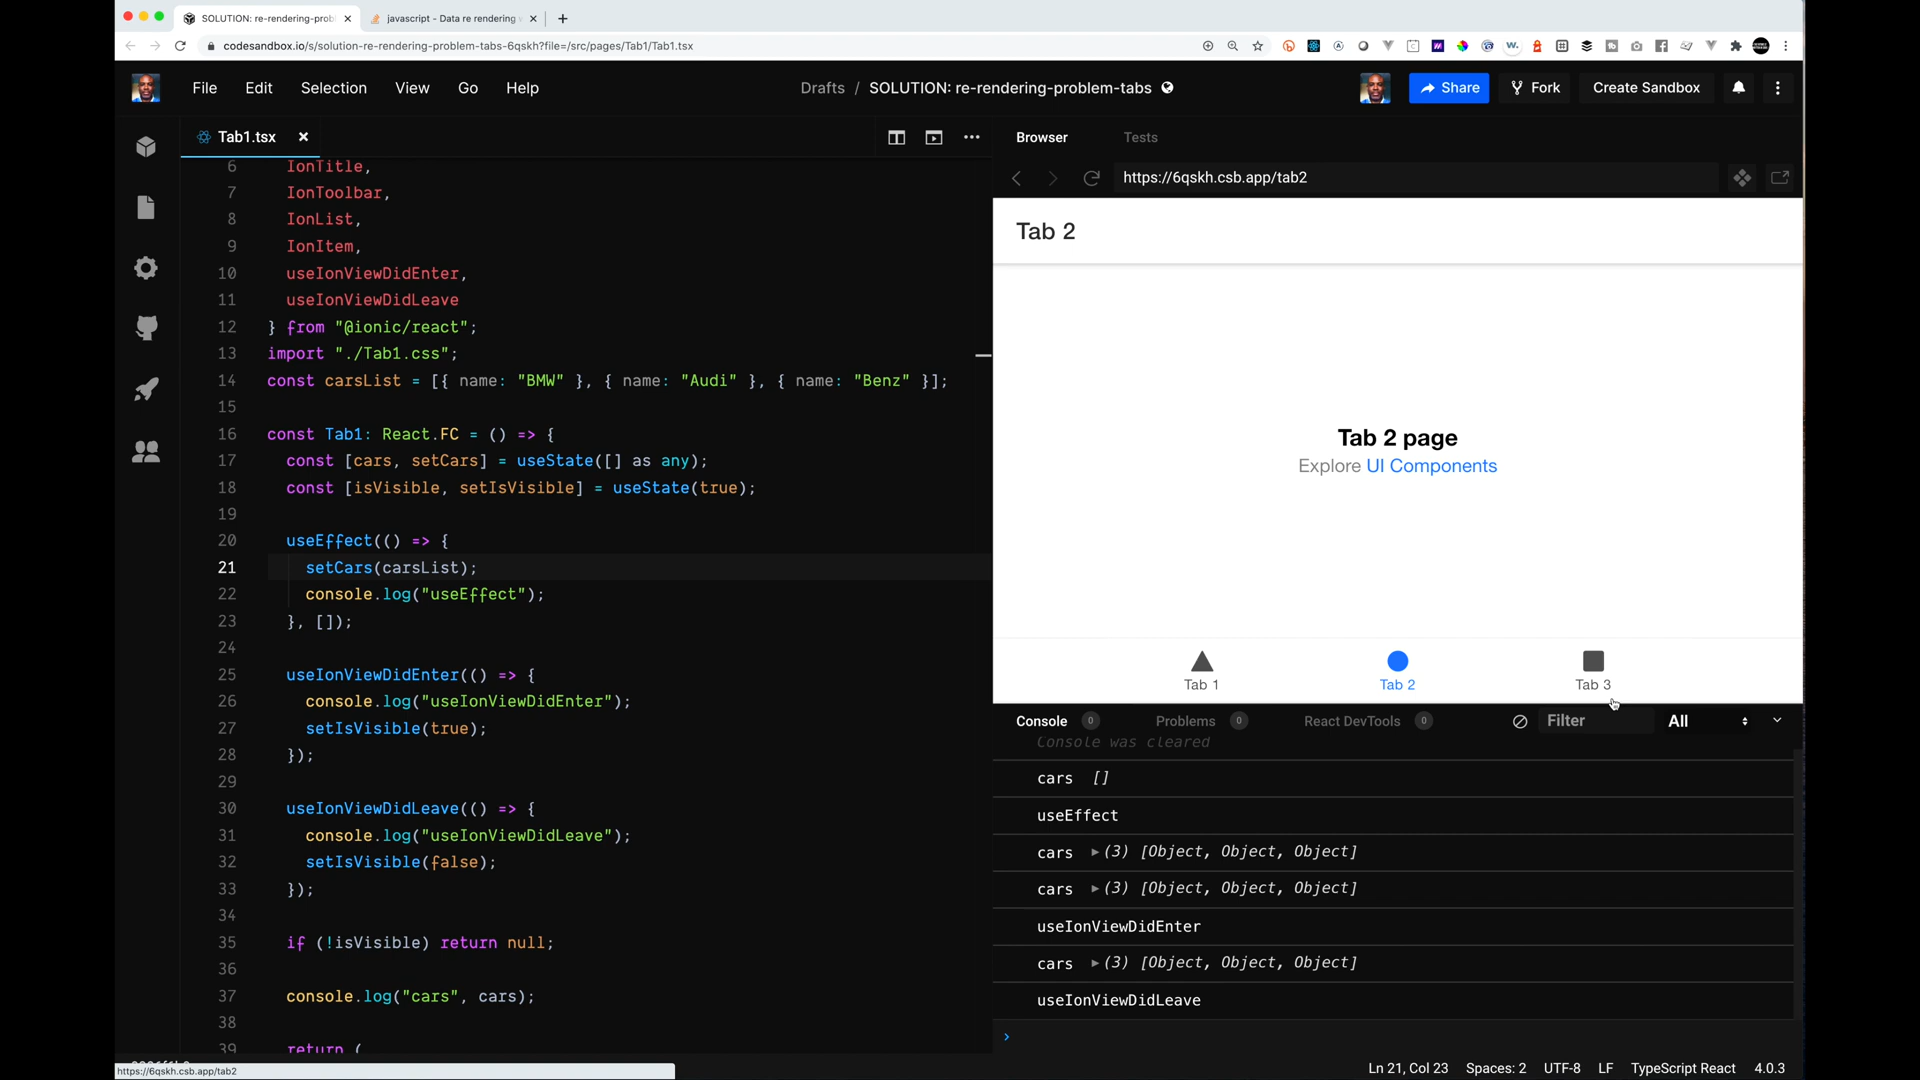 SOLUTION: re-rendering-probl
javascript - Data re rendering
codesandbox.io/s/solution-re-rendering-problem-tabs-6qskh?file=/src/pages/Tab1/Tab1.tsx
File Edit Selection View Go Help
Drafts / SOLUTION: re-rendering-problem-tabs
Share Fork Create Sandbox
Tab1.tsx
6 IonTitle,
7 IonToolbar,
8 IonList,
9 IonItem,
10 useIonViewDidEnter,
11 useIonViewDidLeave
12 } from "@ionic/react";
13 import "./Tab1.css";
14 const carsList = [{ name: "BMW" }, { name: "Audi" }, { name: "Benz" }];
15
16 const Tab1: React.FC = () => {
17 const [cars, setCars] = useState([] as any);
18 const [isVisible, setIsVisible] = useState(true);
19
20 useEffect(() => {
21 setCars(carsList);
22 console.log("useEffect");
23 }, []);
24
25 useIonViewDidEnter(() => {
26 console.log("useIonViewDidEnter");
27 setIsVisible(true);
28 });
29
30 useIonViewDidLeave(() => {
31 console.log("useIonViewDidLeave");
32 setIsVisible(false);
33 });
34
35 if (!isVisible) return null;
36
37 console.log("cars", cars);
38
39 return (
Browser Tests
https://6qskh.csb.app/tab2
Tab 2
Tab 2 page
Explore UI Components
Tab 1 Tab 2 Tab 3
Console 0 Problems 0 React DevTools 0 Filter All
Console was cleared
cars []
useEffect
cars ▸(3) [Object, Object, Object]
cars ▸(3) [Object, Object, Object]
useIonViewDidEnter
cars ▸(3) [Object, Object, Object]
useIonViewDidLeave
›
https://6qskh.csb.app/tab2
Ln 21, Col 23 Spaces: 2 UTF-8 LF TypeScript React 4.0.3